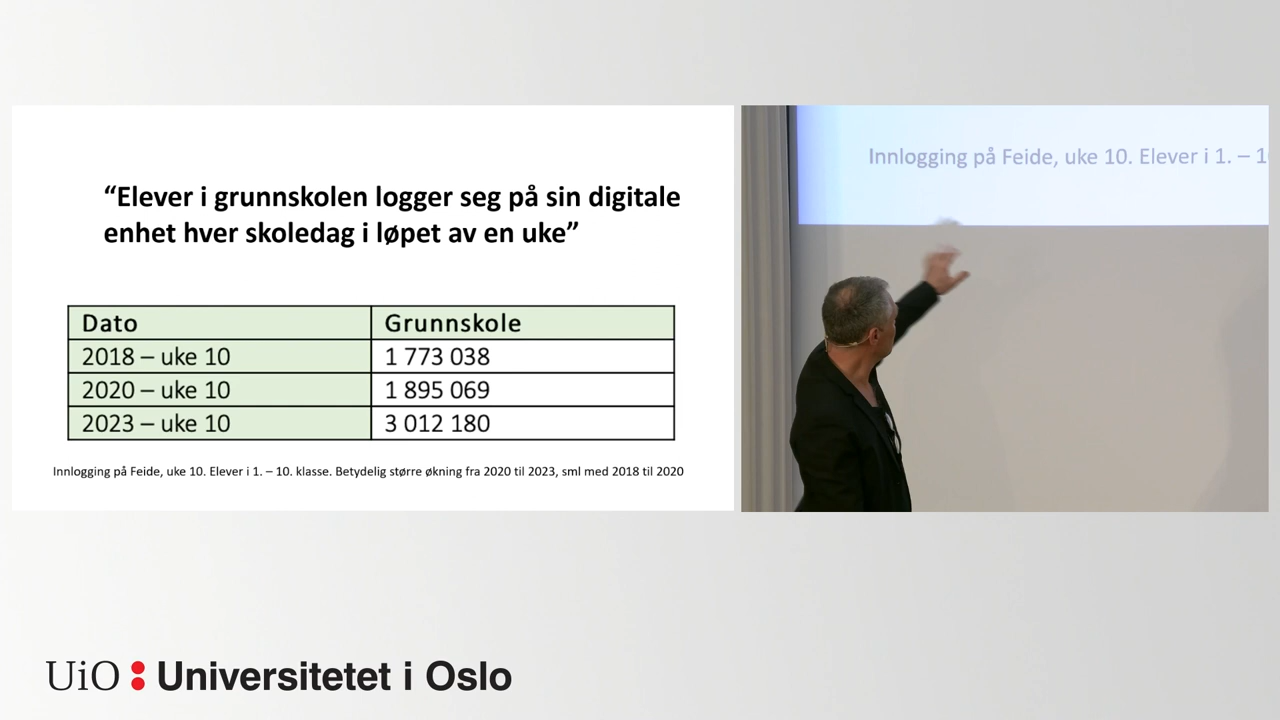 “Elever i grunnskolen logger seg på sin digitale
enhet hver skoledag i løpet av en uke”
Dato Grunnskole
2018 – uke 10 1 773 038
2020 – uke 10 1 895 069
2023 – uke 10 3 012 180
Innlogging på Feide, uke 10. Elever i 1. – 10. klasse. Betydelig større økning fra 2020 til 2023, sml med 2018 til 2020
Innlogging på Feide, uke 10. Elever i 1. – 1
UiO Universitetet i Oslo